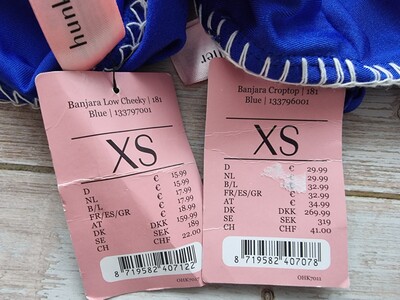 hunk
ter
Banjara Low Cheeky | 181
Blue | 133797001
XS
D € 15.99
NL € 15.99
B/L € 17.99
FR/ES/GR € 17.99
AT € 18.99
DK DKK 159.99
SE SEK 189
CH CHF 22.00
8 719582 407122
OHK7021
Banjara Croptop | 181
Blue | 133796001
XS
D € 29.99
NL 29.99
B/L € 32.99
FR/ES/GR € 32.99
AT € 34.99
DK DKK 269.99
SE SEK 319
CH CHF 41.00
8 719582 407078
OHK7021